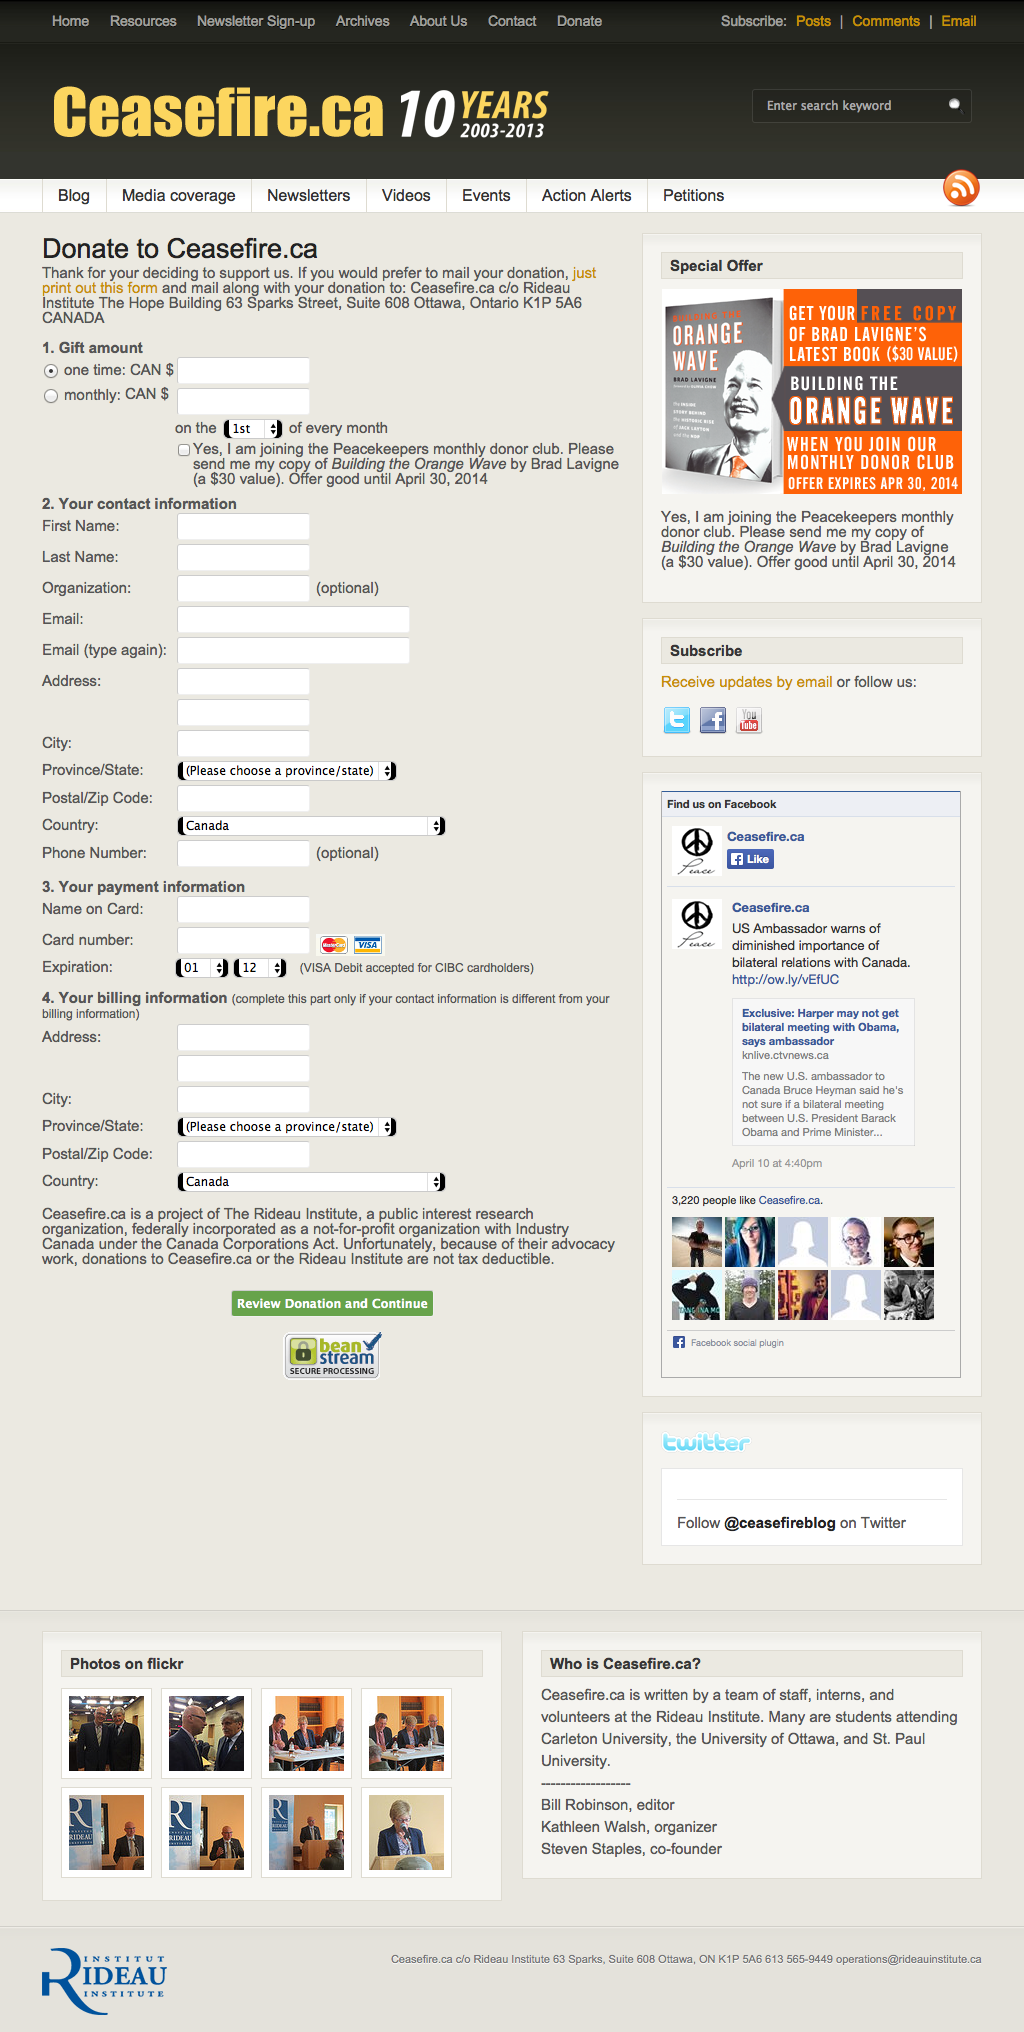 Home Resources Newsletter Sign-up Archives About Us Contact Donate
Subscribe: Posts | Comments | Email
Ceasefire.ca 10 YEARS
2003-2013
Enter search keyword
Blog Media coverage Newsletters Videos Events Action Alerts Petitions
Donate to Ceasefire.ca
Thank for your deciding to support us. If you would prefer to mail your donation, just
print out this form and mail along with your donation to: Ceasefire.ca c/o Rideau
Institute The Hope Building 63 Sparks Street, Suite 608 Ottawa, Ontario K1P 5A6
CANADA
1. Gift amount
one time: CAN $
monthly: CAN $
on the 1st of every month
Yes, I am joining the Peacekeepers monthly donor club. Please
send me my copy of Building the Orange Wave by Brad Lavigne
(a $30 value). Offer good until April 30, 2014
2. Your contact information
First Name:
Last Name:
Organization: (optional)
Email:
Email (type again):
Address:
City:
Province/State: (Please choose a province/state)
Postal/Zip Code:
Country: Canada
Phone Number: (optional)
3. Your payment information
Name on Card:
Card number: MasterCard VISA
Expiration: 01 12 (VISA Debit accepted for CIBC cardholders)
4. Your billing information (complete this part only if your contact information is different from your
billing information)
Address:
City:
Province/State: (Please choose a province/state)
Postal/Zip Code:
Country: Canada
Ceasefire.ca is a project of The Rideau Institute, a public interest research
organization, federally incorporated as a not-for-profit organization with Industry
Canada under the Canada Corporations Act. Unfortunately, because of their advocacy
work, donations to Ceasefire.ca or the Rideau Institute are not tax deductible.
Review Donation and Continue
bean
stream
SECURE PROCESSING
Special Offer
BUILDING THE
ORANGE
WAVE
BRAD LAVIGNE
GET YOUR FREE COPY
OF BRAD LAVIGNE'S
LATEST BOOK ($30 VALUE)
BUILDING THE
ORANGE WAVE
WHEN YOU JOIN OUR
MONTHLY DONOR CLUB
OFFER EXPIRES APR 30, 2014
Yes, I am joining the Peacekeepers monthly
donor club. Please send me my copy of
Building the Orange Wave by Brad Lavigne
(a $30 value). Offer good until April 30, 2014
Subscribe
Receive updates by email or follow us:
You
Tube
Find us on Facebook
Peace
Ceasefire.ca
Like
Peace
Ceasefire.ca
US Ambassador warns of
diminished importance of
bilateral relations with Canada.
http://ow.ly/vEfUC
Exclusive: Harper may not get
bilateral meeting with Obama,
says ambassador
knlive.ctvnews.ca
The new U.S. ambassador to
Canada Bruce Heyman said he's
not sure if a bilateral meeting
between U.S. President Barack
Obama and Prime Minister...
April 10 at 4:40pm
3,220 people like Ceasefire.ca.
Facebook social plugin
twitter
Follow @ceasefireblog on Twitter
Photos on flickr
RIDEAU
RIDEAU
Who is Ceasefire.ca?
Ceasefire.ca is written by a team of staff, interns, and
volunteers at the Rideau Institute. Many are students attending
Carleton University, the University of Ottawa, and St. Paul
University.
------------------
Bill Robinson, editor
Kathleen Walsh, organizer
Steven Staples, co-founder
INSTITUT
RIDEAU
INSTITUTE
Ceasefire.ca c/o Rideau Institute 63 Sparks, Suite 608 Ottawa, ON K1P 5A6 613 565-9449 operations@rideauinstitute.ca